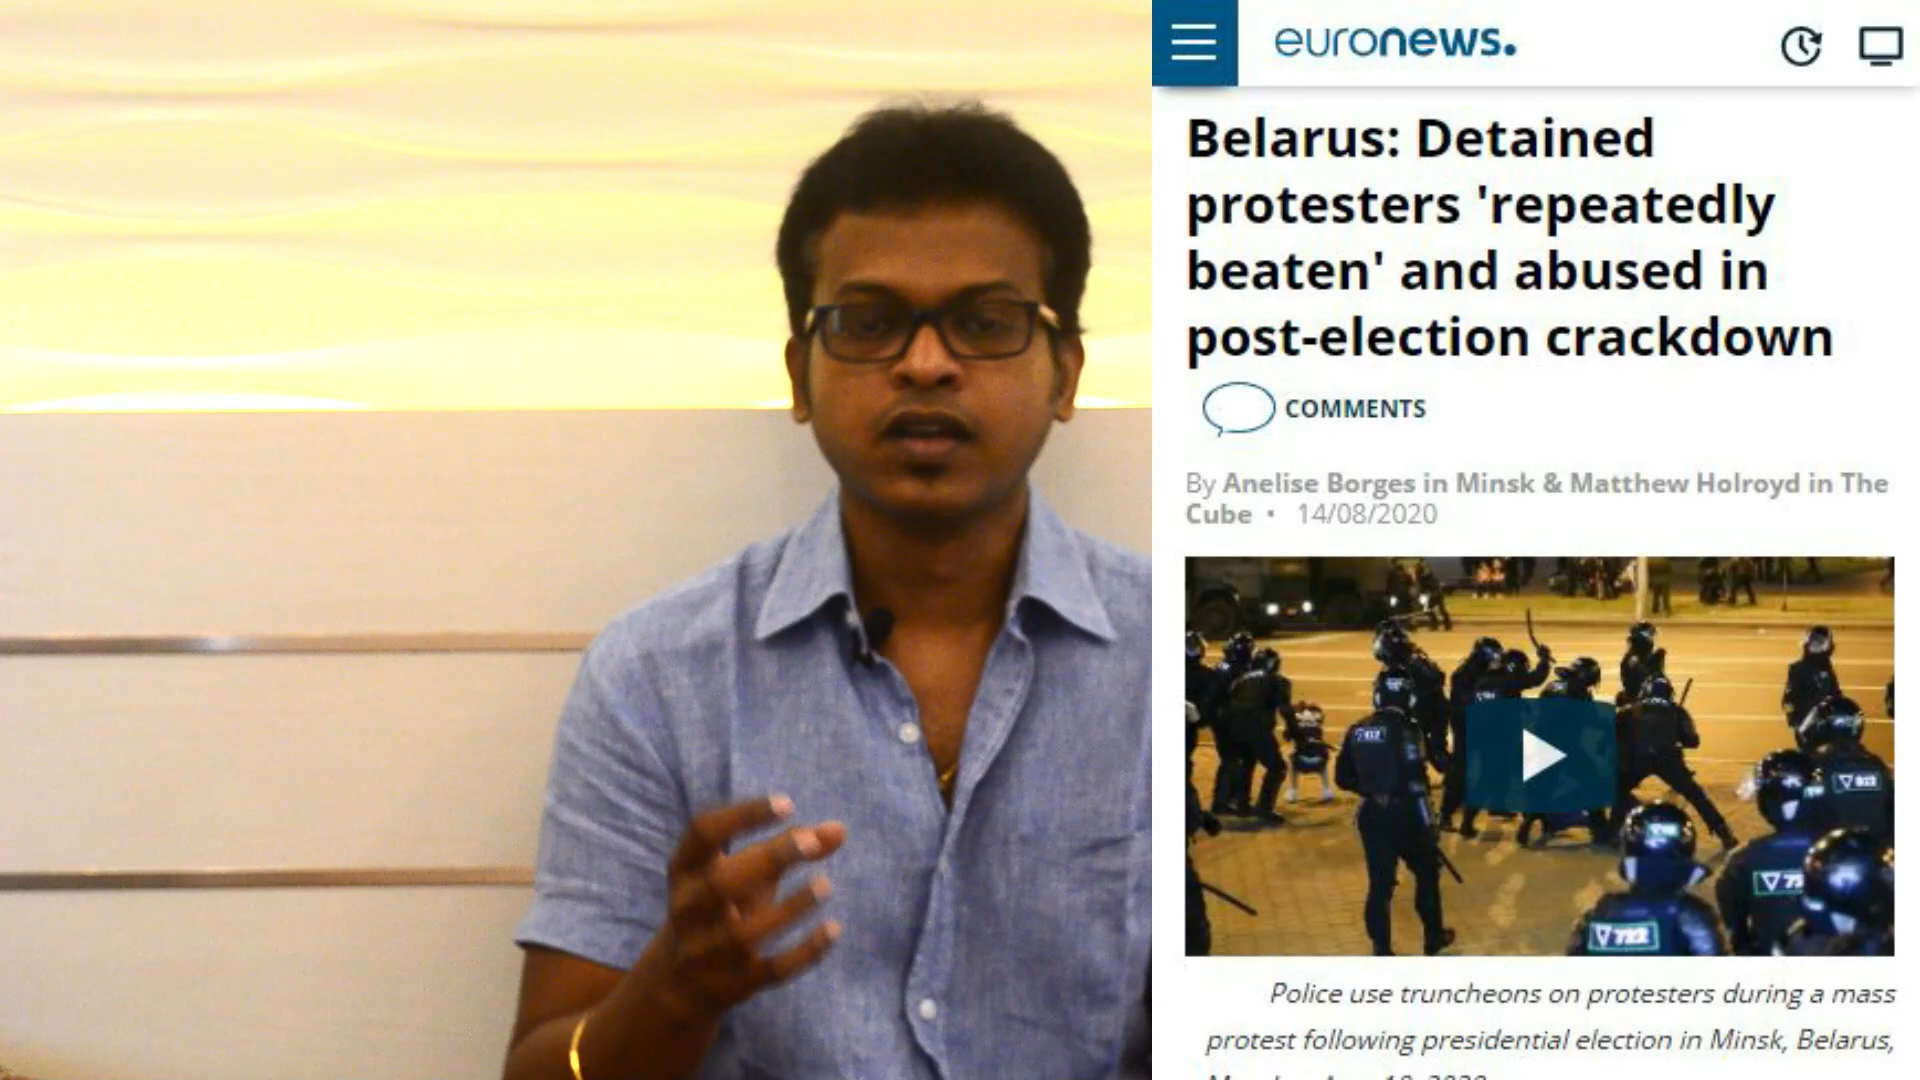 euronews.
Belarus: Detained
protesters 'repeatedly
beaten' and abused in
post-election crackdown
COMMENTS
By Anelise Borges in Minsk & Matthew Holroyd in The
Cube • 14/08/2020
722
Police use truncheons on protesters during a mass
protest following presidential election in Minsk, Belarus,